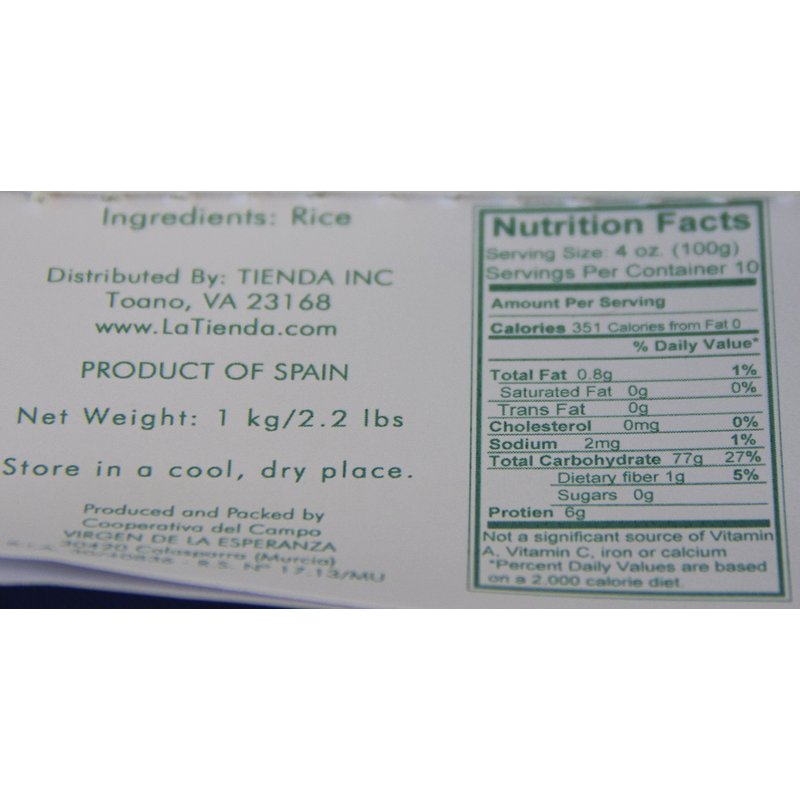 Ingredients: Rice
Distributed By: TIENDA INC
Toano, VA 23168
www.LaTienda.com
PRODUCT OF SPAIN
Net Weight: 1 kg/2.2 lbs
Store in a cool, dry place.
Produced and Packed by
Cooperativa del Campo
VIRGEN DE LA ESPERANZA
30420 Calasparra (Murcia)
R.S. Nº 17.13/MU
Nutrition Facts
Serving Size: 4 oz. (100g)
Servings Per Container 10
Amount Per Serving
Calories 351 Calories from Fat 0
% Daily Value*
Total Fat 0.8g 1%
Saturated Fat 0g 0%
Trans Fat 0g
Cholesterol 0mg 0%
Sodium 2mg 1%
Total Carbohydrate 77g 27%
Dietary fiber 1g 5%
Sugars 0g
Protien 6g
Not a significant source of Vitamin
A, Vitamin C, iron or calcium
*Percent Daily Values are based
on a 2,000 calorie diet.